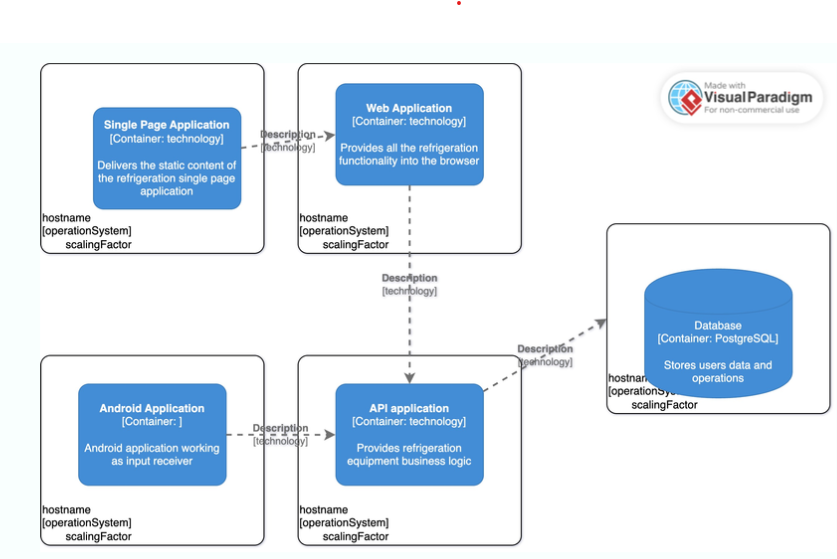 Made with
Visual Paradigm
For non-commercial use
Single Page Application
[Container: technology]
Delivers the static content of
the refrigeration single page
application
hostname
[operationSystem]
scalingFactor
Description
[technology]
Web Application
[Container: technology]
Provides all the refrigeration
functionality into the browser
hostname
[operationSystem]
scalingFactor
Description
[technology]
Database
[Container: PostgreSQL]
Stores users data and
operations
hostnam
[operationSys
scalingFactor
Description
[technology]
Android Application
[Container: ]
Android application working
as input receiver
hostname
[operationSystem]
scalingFactor
Description
[technology]
API application
[Container: technology]
Provides refrigeration
equipment business logic
hostname
[operationSystem]
scalingFactor